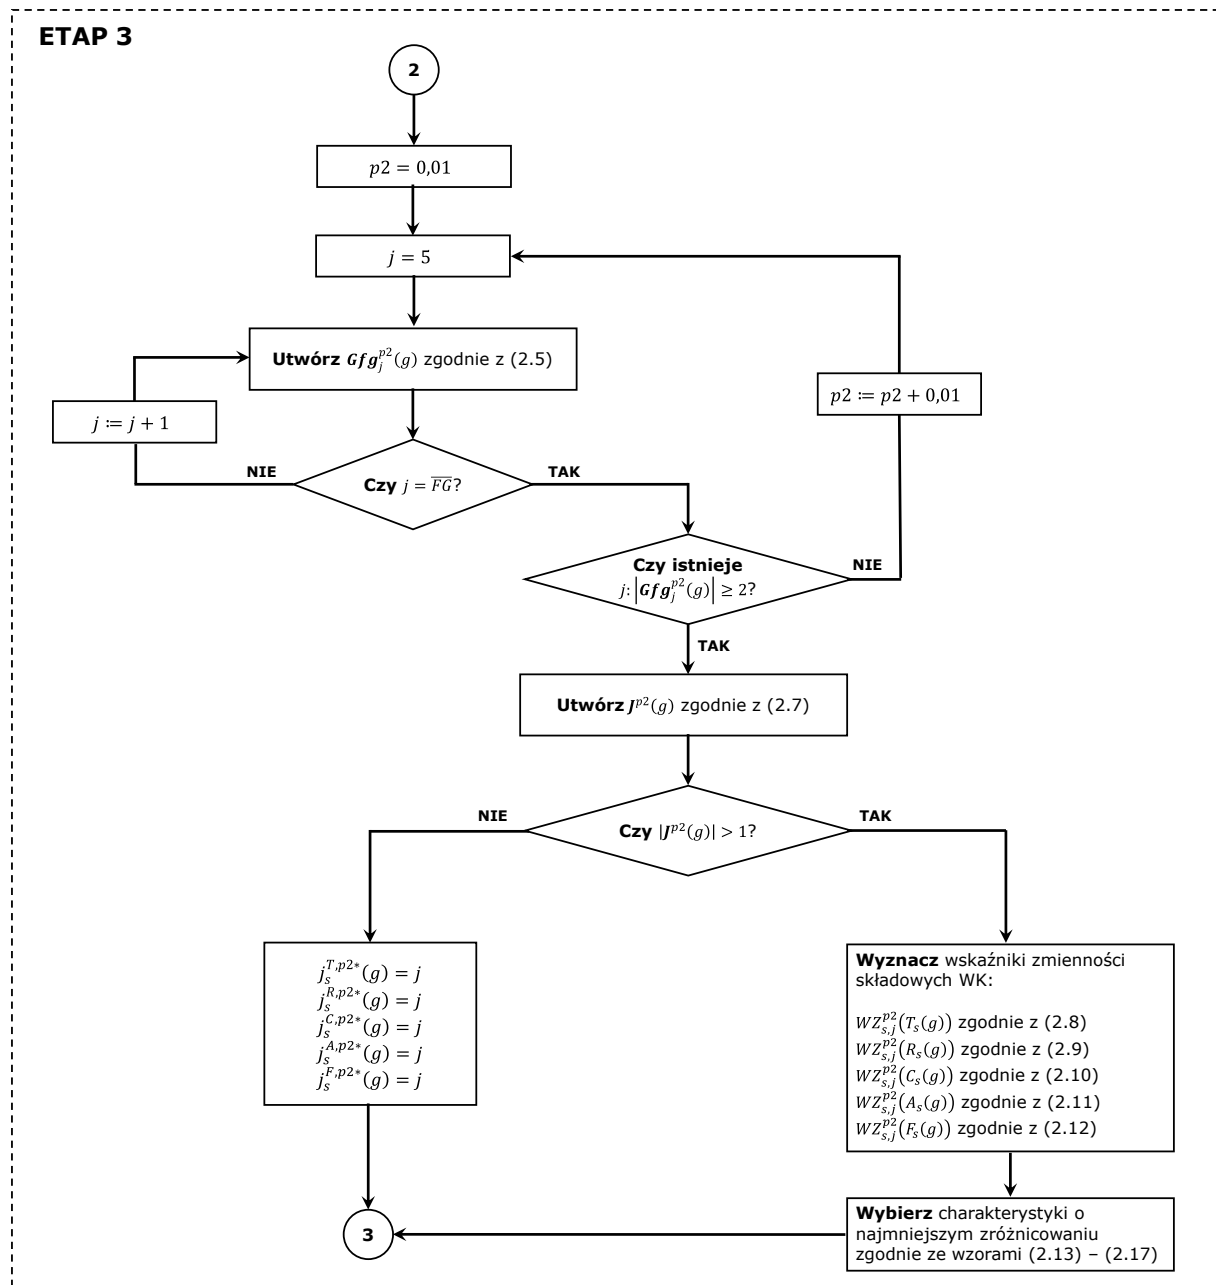 ETAP 3
2
p2 = 0,01
j = 5
Utwórz Gfg_j^{p2}(g) zgodnie z (2.5)
p2 ≔ p2 + 0,01
j ≔ j + 1
NIE
TAK
Czy j = \overline{FG}?
Czy istnieje
j: |Gfg_j^{p2}(g)| ≥ 2?
NIE
TAK
Utwórz J^{p2}(g) zgodnie z (2.7)
NIE
TAK
Czy |J^{p2}(g)| > 1?
j_s^{T,p2*}(g) = j
j_s^{R,p2*}(g) = j
j_s^{C,p2*}(g) = j
j_s^{A,p2*}(g) = j
j_s^{F,p2*}(g) = j
Wyznacz wskaźniki zmienności
składowych WK:
WZ_{s,j}^{p2}(T_s(g)) zgodnie z (2.8)
WZ_{s,j}^{p2}(R_s(g)) zgodnie z (2.9)
WZ_{s,j}^{p2}(C_s(g)) zgodnie z (2.10)
WZ_{s,j}^{p2}(A_s(g)) zgodnie z (2.11)
WZ_{s,j}^{p2}(F_s(g)) zgodnie z (2.12)
Wybierz charakterystyki o
najmniejszym zróżnicowaniu
zgodnie ze wzorami (2.13) – (2.17)
3